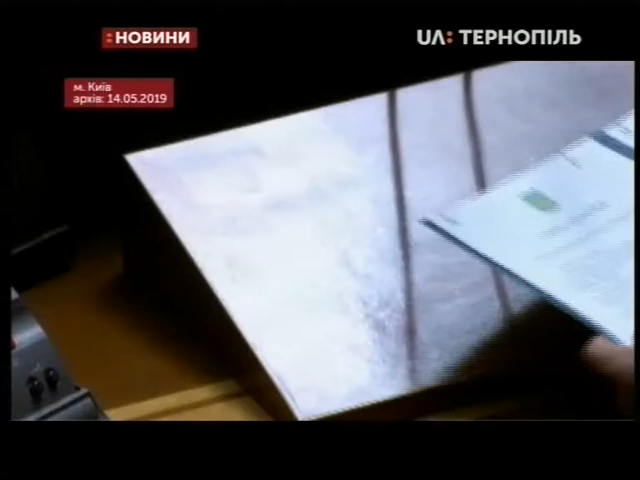 :НОВИНИ
UA: ТЕРНОПІЛЬ
м. Київ
архів: 14.05.2019